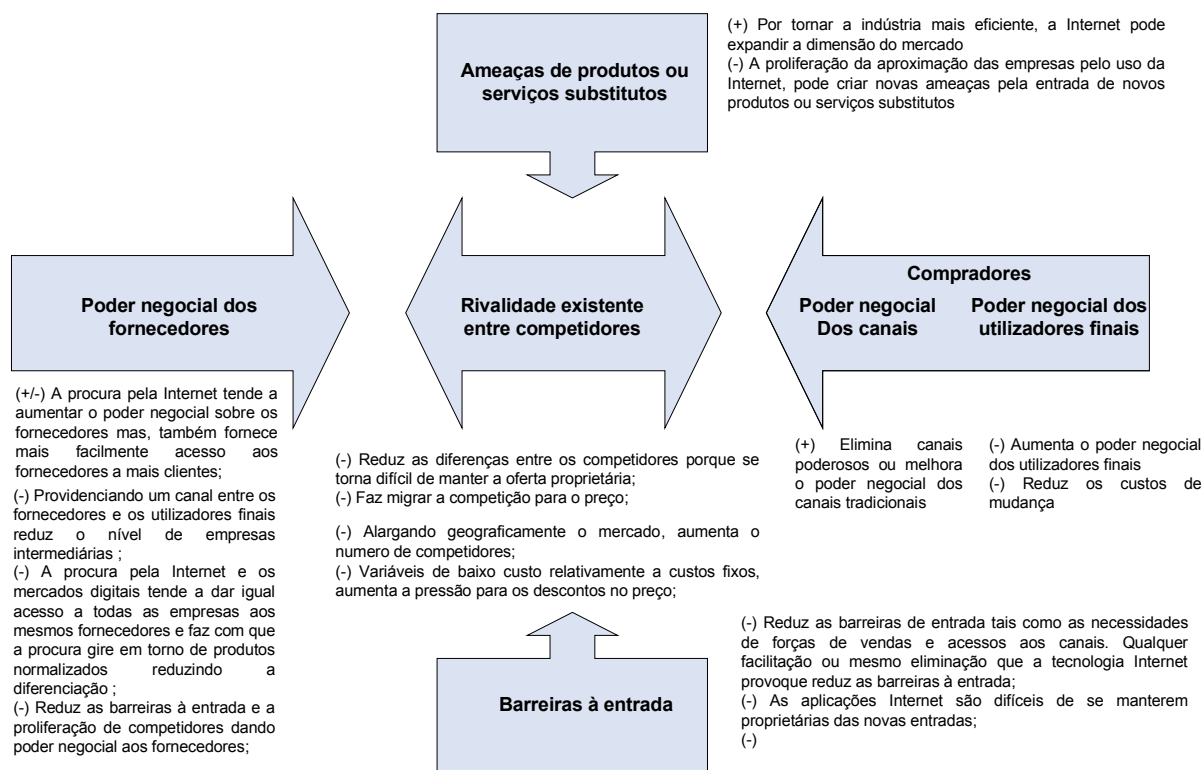 Ameaças de produtos ou
serviços substitutos
(+) Por tornar a indústria mais eficiente, a Internet pode
expandir a dimensão do mercado
(-) A proliferação da aproximação das empresas pelo uso da
Internet, pode criar novas ameaças pela entrada de novos
produtos ou serviços substitutos
Poder negocial dos
fornecedores
(+/-) A procura pela Internet tende a
aumentar o poder negocial sobre os
fornecedores mas, também fornece
mais facilmente acesso aos
fornecedores a mais clientes;
(-) Providenciando um canal entre os
fornecedores e os utilizadores finais
reduz o nível de empresas
intermediárias ;
(-) A procura pela Internet e os
mercados digitais tende a dar igual
acesso a todas as empresas aos
mesmos fornecedores e faz com que
a procura gire em torno de produtos
normalizados reduzindo a
diferenciação ;
(-) Reduz as barreiras à entrada e a
proliferação de competidores dando
poder negocial aos fornecedores;
Rivalidade existente
entre competidores
(-) Reduz as diferenças entre os competidores porque se
torna difícil de manter a oferta proprietária;
(-) Faz migrar a competição para o preço;
(-) Alargando geograficamente o mercado, aumenta o
numero de competidores;
(-) Variáveis de baixo custo relativamente a custos fixos,
aumenta a pressão para os descontos no preço;
Compradores
Poder negocial
Dos canais
Poder negocial dos
utilizadores finais
(+) Elimina canais
poderosos ou melhora
o poder negocial dos
canais tradicionais
(-) Aumenta o poder negocial
dos utilizadores finais
(-) Reduz os custos de
mudança
Barreiras à entrada
(-) Reduz as barreiras de entrada tais como as necessidades
de forças de vendas e acessos aos canais. Qualquer
facilitação ou mesmo eliminação que a tecnologia Internet
provoque reduz as barreiras à entrada;
(-) As aplicações Internet são difíceis de se manterem
proprietárias das novas entradas;
(-)